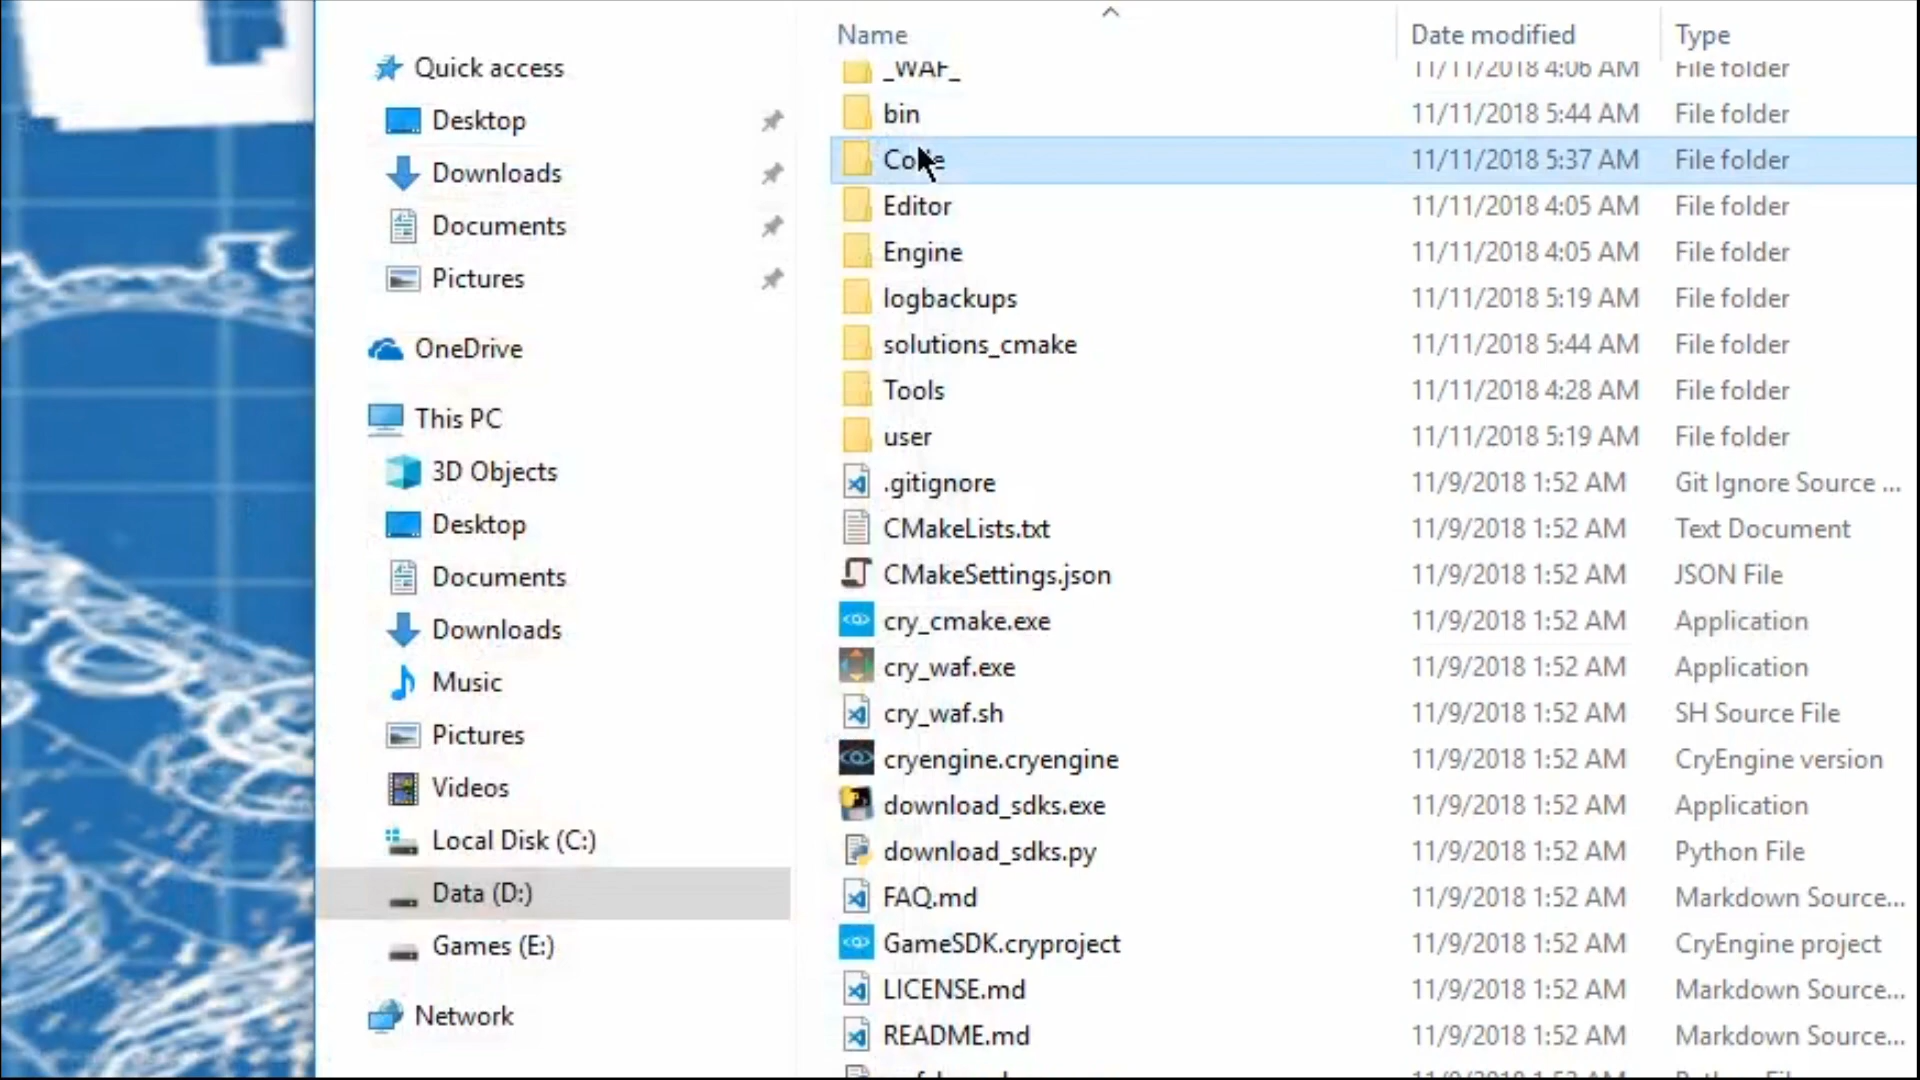 Name Date modified Type
_WAF_ 11/11/2018 4:06 AM File folder
Quick access
bin 11/11/2018 5:44 AM File folder
Desktop
Code 11/11/2018 5:37 AM File folder
Downloads
Editor 11/11/2018 4:05 AM File folder
Documents
Engine 11/11/2018 4:05 AM File folder
Pictures
logbackups 11/11/2018 5:19 AM File folder
OneDrive
solutions_cmake 11/11/2018 5:44 AM File folder
Tools 11/11/2018 4:28 AM File folder
This PC
user 11/11/2018 5:19 AM File folder
3D Objects
.gitignore 11/9/2018 1:52 AM Git Ignore Source ...
Desktop
CMakeLists.txt 11/9/2018 1:52 AM Text Document
Documents
CMakeSettings.json 11/9/2018 1:52 AM JSON File
Downloads
cry_cmake.exe 11/9/2018 1:52 AM Application
Music
cry_waf.exe 11/9/2018 1:52 AM Application
Pictures
cry_waf.sh 11/9/2018 1:52 AM SH Source File
cryengine.cryengine 11/9/2018 1:52 AM CryEngine version
Videos
download_sdks.exe 11/9/2018 1:52 AM Application
Local Disk (C:)
download_sdks.py 11/9/2018 1:52 AM Python File
Data (D:)
FAQ.md 11/9/2018 1:52 AM Markdown Source...
Games (E:)
GameSDK.cryproject 11/9/2018 1:52 AM CryEngine project
LICENSE.md 11/9/2018 1:52 AM Markdown Source...
Network
README.md 11/9/2018 1:52 AM Markdown Source...